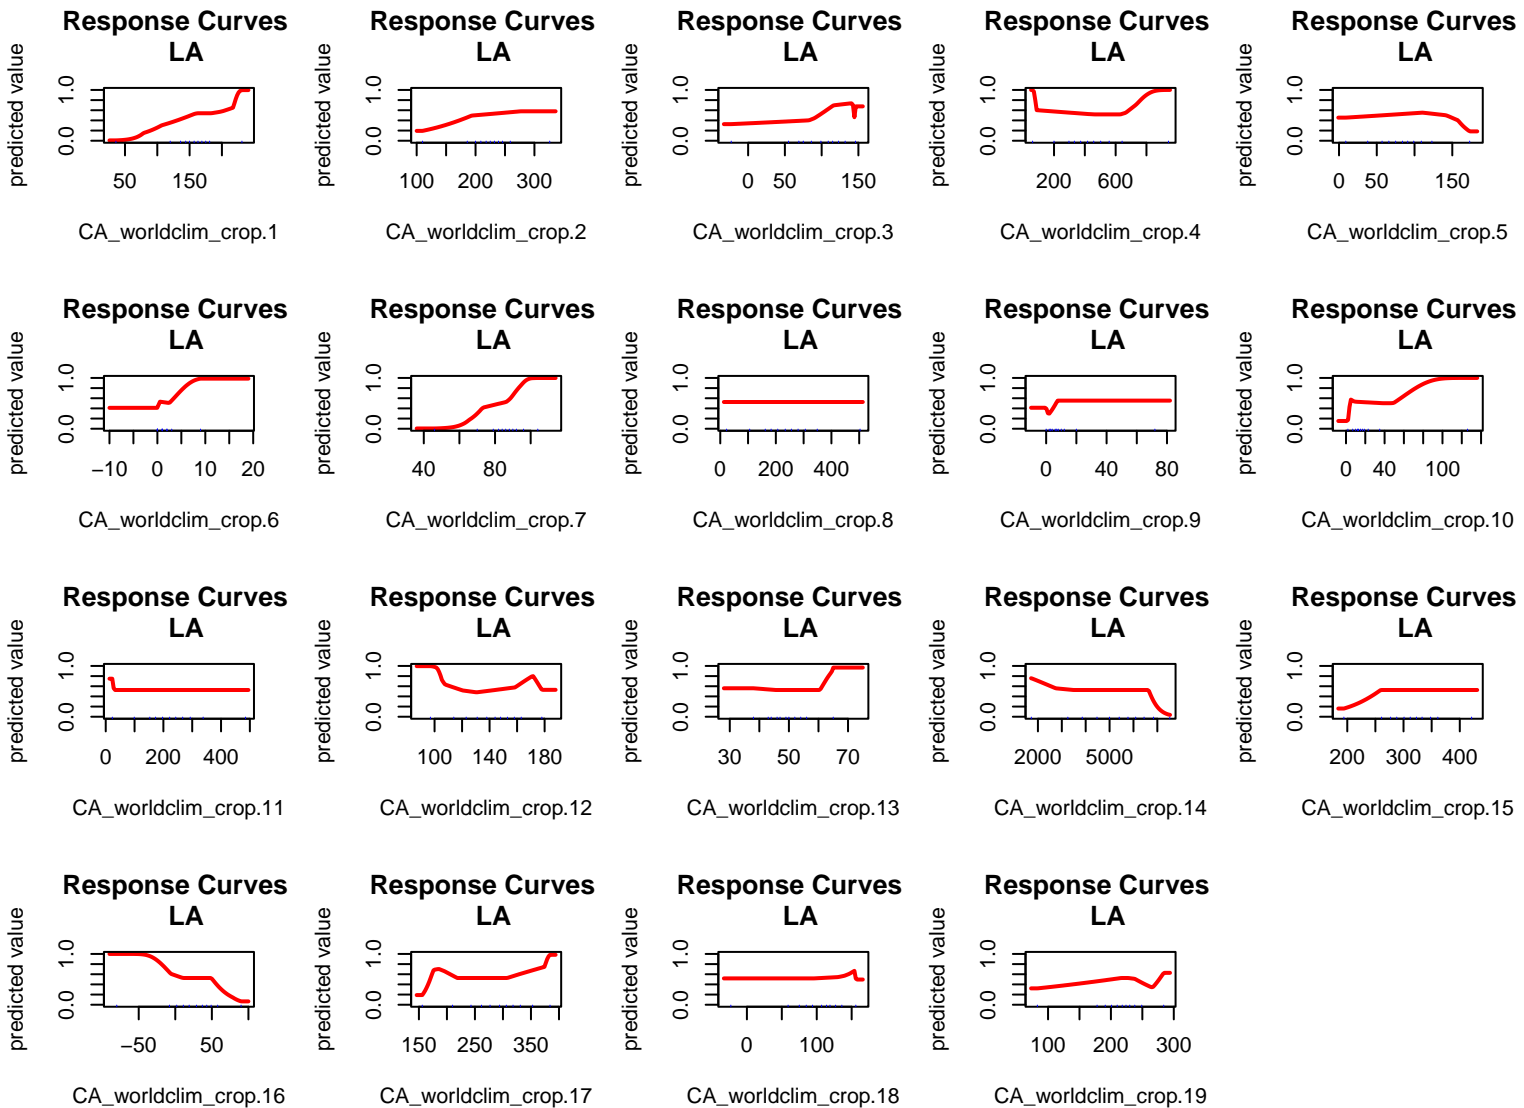 Response Curves
LA
predicted value
0.0 1.0
50 150
CA_worldclim_crop.1
Response Curves
LA
predicted value
0.0 1.0
100 200 300
CA_worldclim_crop.2
Response Curves
LA
predicted value
0.0 1.0
0 50 150
CA_worldclim_crop.3
Response Curves
LA
predicted value
0.0 1.0
200 600
CA_worldclim_crop.4
Response Curves
LA
predicted value
0.0 1.0
0 50 150
CA_worldclim_crop.5
Response Curves
LA
predicted value
0.0 1.0
−10 0 10 20
CA_worldclim_crop.6
Response Curves
LA
predicted value
0.0 1.0
40 80
CA_worldclim_crop.7
Response Curves
LA
predicted value
0.0 1.0
0 200 400
CA_worldclim_crop.8
Response Curves
LA
predicted value
0.0 1.0
0 40 80
CA_worldclim_crop.9
Response Curves
LA
predicted value
0.0 1.0
0 40 100
CA_worldclim_crop.10
Response Curves
LA
predicted value
0.0 1.0
0 200 400
CA_worldclim_crop.11
Response Curves
LA
predicted value
0.0 1.0
100 140 180
CA_worldclim_crop.12
Response Curves
LA
predicted value
0.0 1.0
30 50 70
CA_worldclim_crop.13
Response Curves
LA
predicted value
0.0 1.0
2000 5000
CA_worldclim_crop.14
Response Curves
LA
predicted value
0.0 1.0
200 300 400
CA_worldclim_crop.15
Response Curves
LA
predicted value
0.0 1.0
−50 50
CA_worldclim_crop.16
Response Curves
LA
predicted value
0.0 1.0
150 250 350
CA_worldclim_crop.17
Response Curves
LA
predicted value
0.0 1.0
0 100
CA_worldclim_crop.18
Response Curves
LA
predicted value
0.0 1.0
100 200 300
CA_worldclim_crop.19